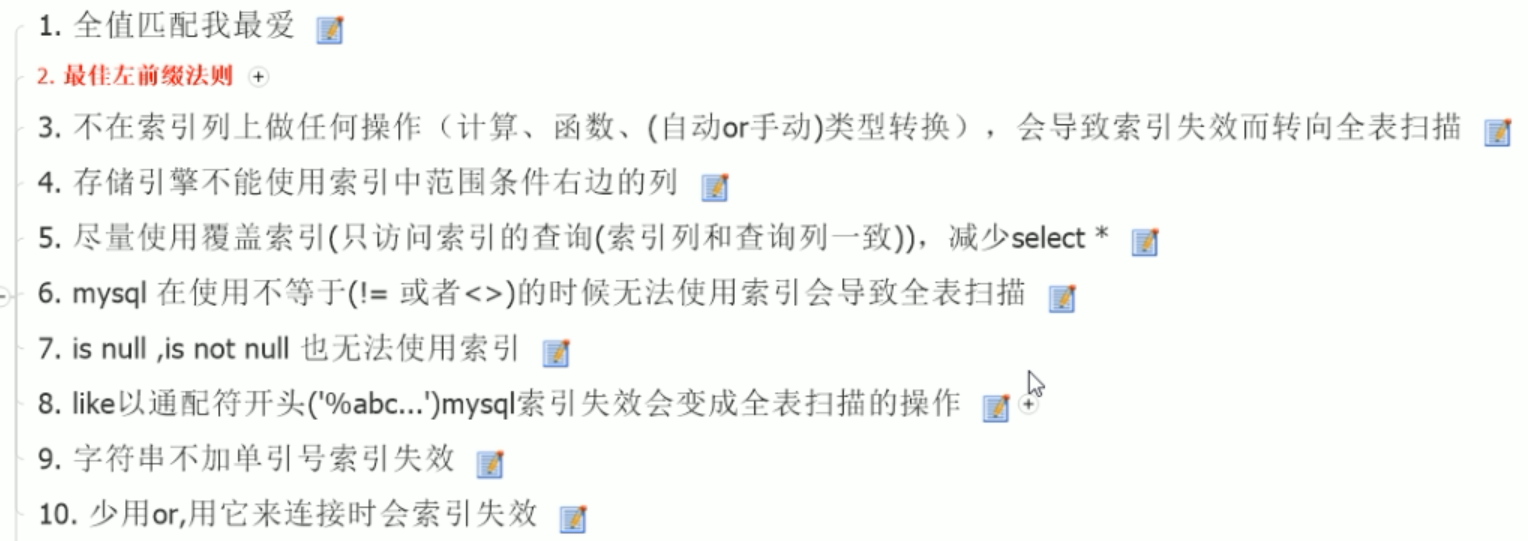 1. 全值匹配我最爱
2. 最佳左前缀法则
3. 不在索引列上做任何操作（计算、函数、(自动or手动)类型转换），会导致索引失效而转向全表扫描
4. 存储引擎不能使用索引中范围条件右边的列
5. 尽量使用覆盖索引(只访问索引的查询(索引列和查询列一致))，减少select *
6. mysql 在使用不等于(!= 或者<>)的时候无法使用索引会导致全表扫描
7. is null ,is not null 也无法使用索引
8. like以通配符开头('%abc...')mysql索引失效会变成全表扫描的操作
9. 字符串不加单引号索引失效
10. 少用or,用它来连接时会索引失效